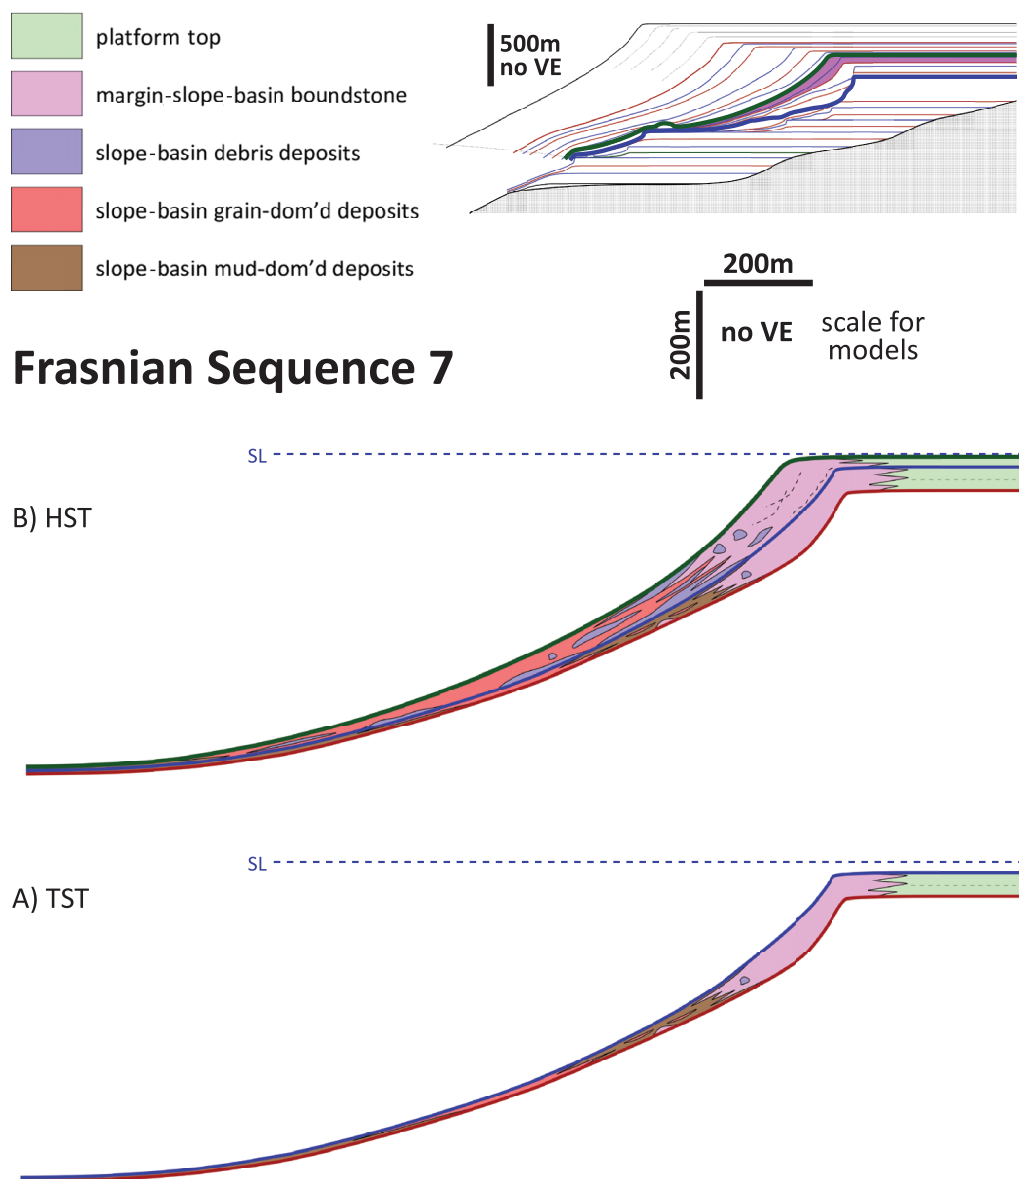 platform top
margin-slope-basin boundstone
slope-basin debris deposits
slope-basin grain-dom'd deposits
slope-basin mud-dom'd deposits
500m
no VE
200m
200m
no VE
scale for
models
Frasnian Sequence 7
SL
B) HST
SL
A) TST